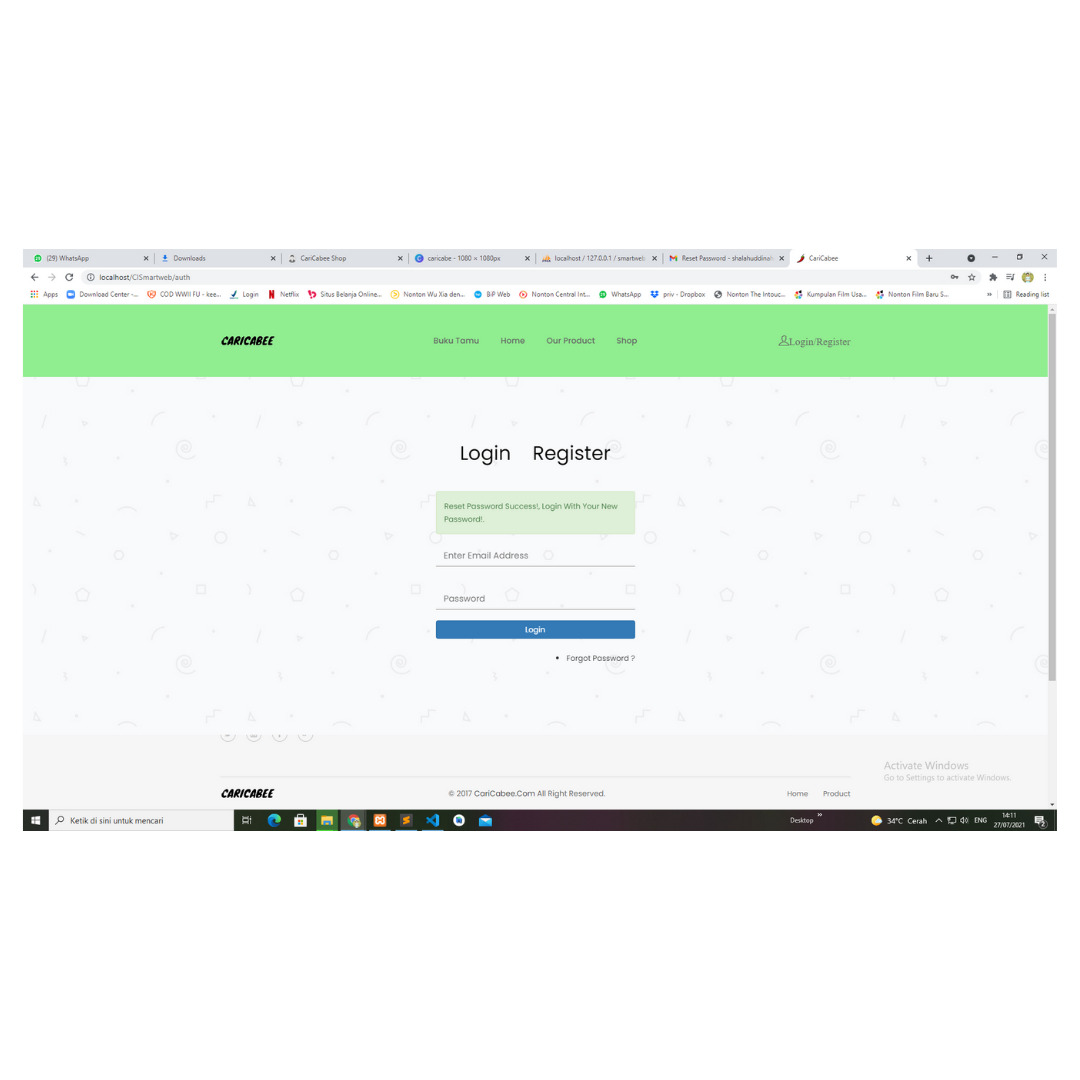 (29) WhatsApp
Downloads
CariCabee Shop
caricabe - 1080 × 1080px
localhost / 127.0.0.1 / smartweb
Reset Password - shalahuddinah
CariCabee
localhost/CISmartweb/auth
Apps
Download Center -...
COD WWII FU - kee...
Login
Netflix
Situs Belanja Online...
Nonton Wu Xia den...
BiP Web
Nonton Central Int...
WhatsApp
priv - Dropbox
Nonton The Intouc...
Kumpulan Film Usa...
Nonton Film Baru S...
Reading list
CARICABEE
Buku Tamu
Home
Our Product
Shop
Login/Register
Login Register
Reset Password Success!, Login With Your New
Password!.
Enter Email Address
Password
Login
Forgot Password ?
Activate Windows
Go to Settings to activate Windows.
CARICABEE
© 2017 CariCabee.Com All Right Reserved.
Home
Product
Ketik di sini untuk mencari
Desktop
34°C Cerah
ENG
14:11
27/07/2021
2